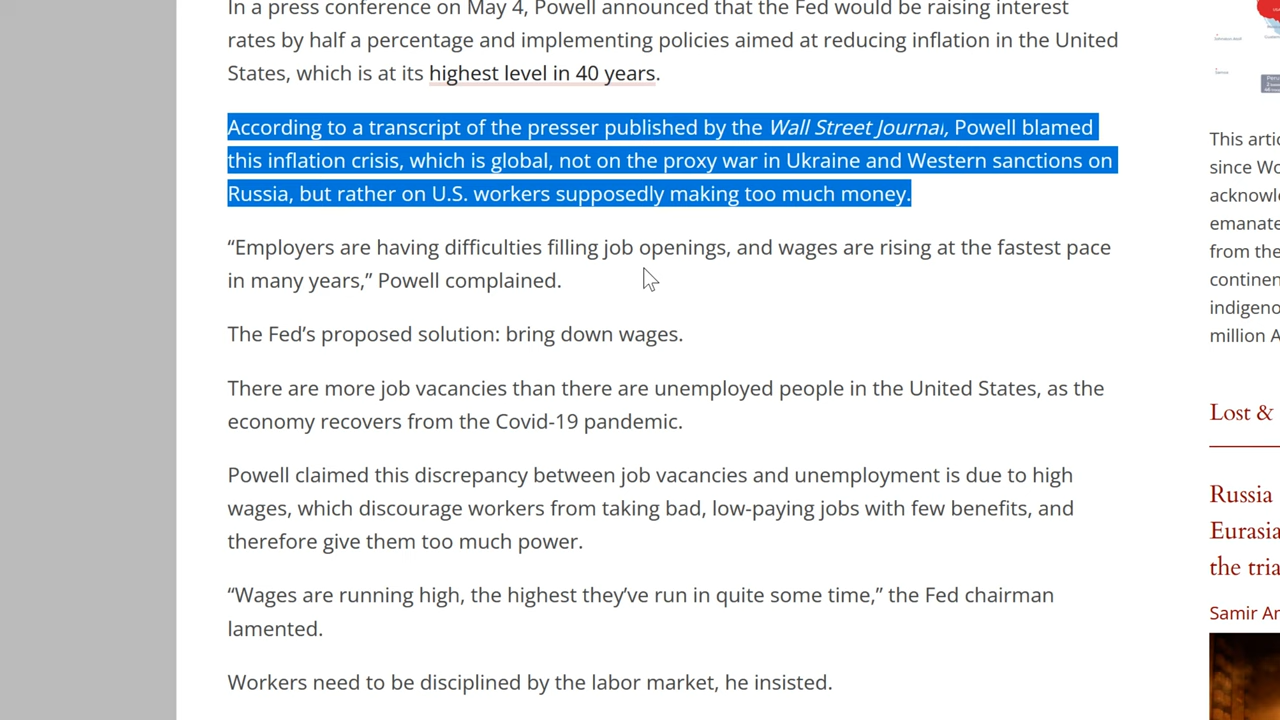 In a press conference on May 4, Powell announced that the Fed would be raising interest
rates by half a percentage and implementing policies aimed at reducing inflation in the United
States, which is at its highest level in 40 years.
According to a transcript of the presser published by the Wall Street Journal, Powell blamed
this inflation crisis, which is global, not on the proxy war in Ukraine and Western sanctions on
Russia, but rather on U.S. workers supposedly making too much money.
“Employers are having difficulties filling job openings, and wages are rising at the fastest pace
in many years,” Powell complained.
The Fed’s proposed solution: bring down wages.
There are more job vacancies than there are unemployed people in the United States, as the
economy recovers from the Covid-19 pandemic.
Powell claimed this discrepancy between job vacancies and unemployment is due to high
wages, which discourage workers from taking bad, low-paying jobs with few benefits, and
therefore give them too much power.
“Wages are running high, the highest they’ve run in quite some time,” the Fed chairman
lamented.
Workers need to be disciplined by the labor market, he insisted.
This artic
since Wo
acknowl
emanate
from the
continen
indigeno
million A
Lost &
Russia
Eurasia
the tria
Samir Ar